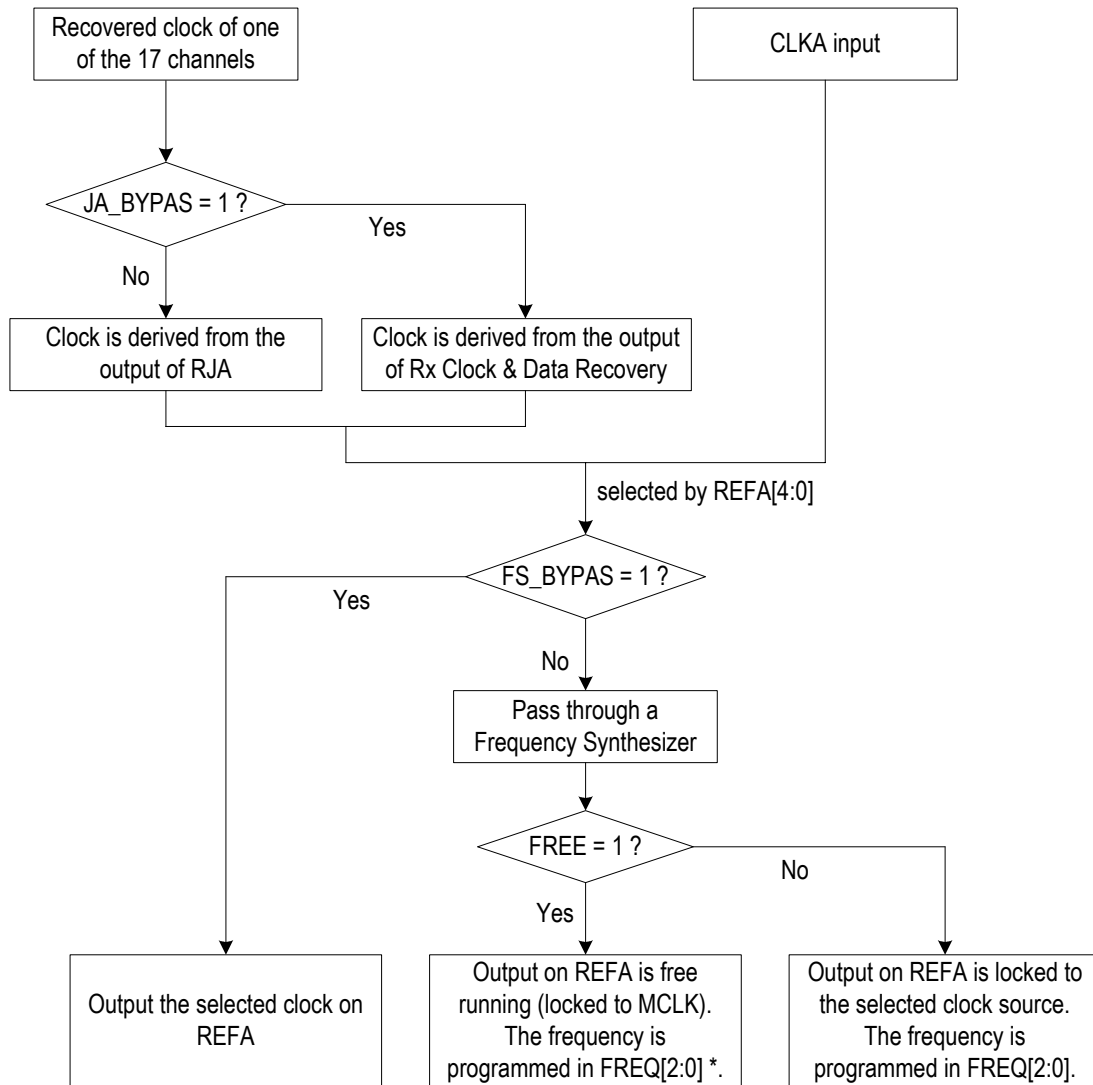 Recovered clock of one
of the 17 channels
CLKA input
JA_BYPAS = 1 ?
Yes
No
Clock is derived from the
output of RJA
Clock is derived from the output
of Rx Clock & Data Recovery
selected by REFA[4:0]
FS_BYPAS = 1 ?
Yes
No
Pass through a
Frequency Synthesizer
FREE = 1 ?
No
Yes
Output the selected clock on
REFA
Output on REFA is free
running (locked to MCLK).
The frequency is
programmed in FREQ[2:0] *.
Output on REFA is locked to
the selected clock source.
The frequency is
programmed in FREQ[2:0].